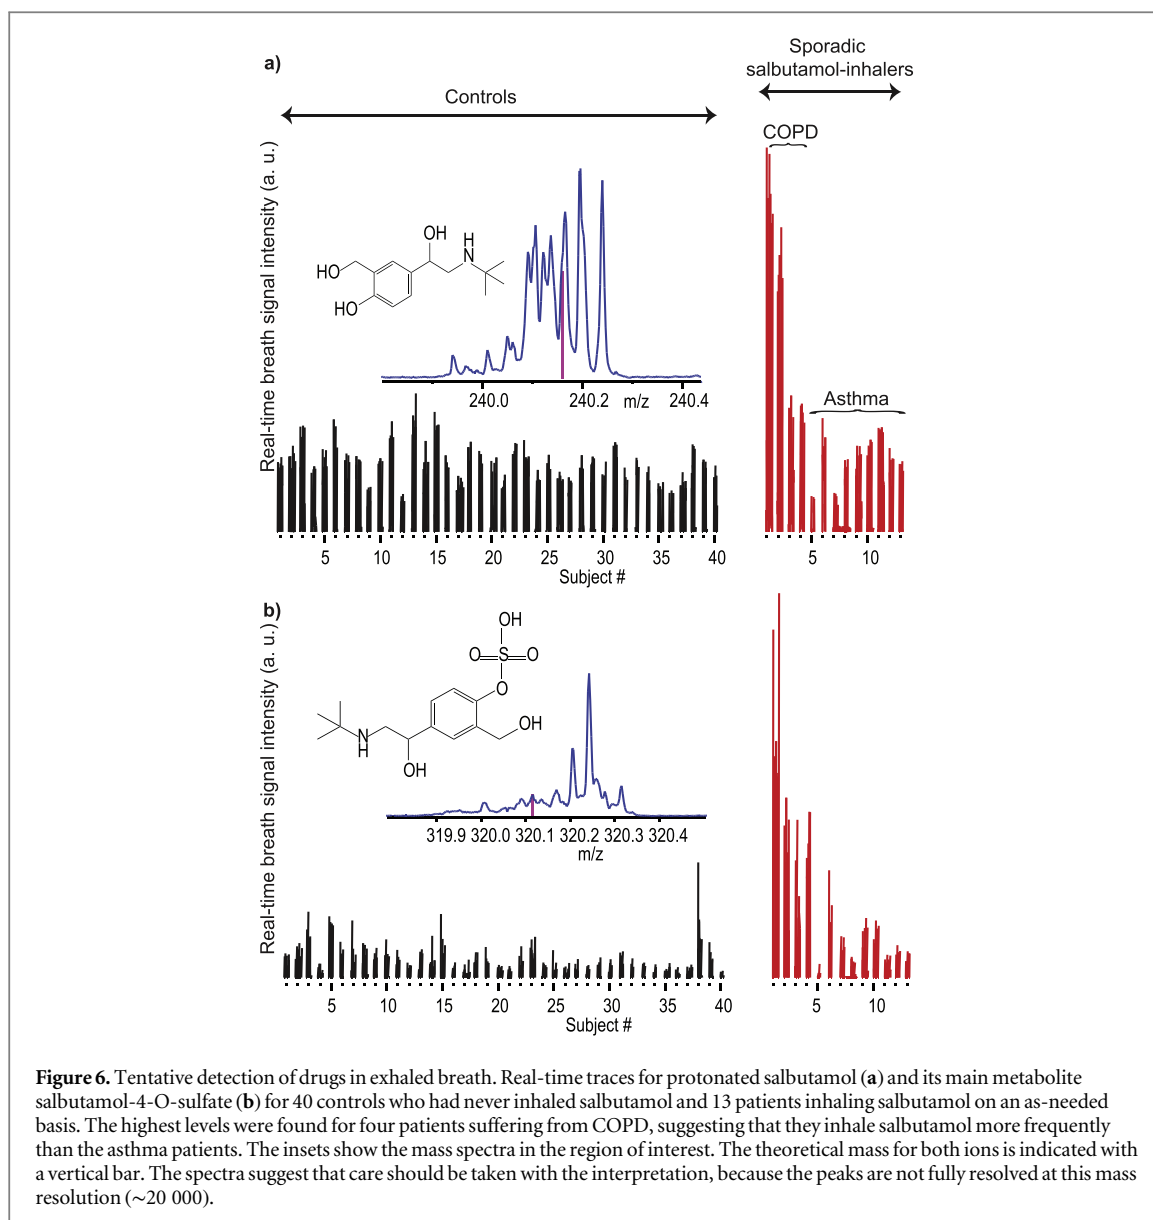 a)
Controls
Sporadic
salbutamol-inhalers
COPD
Asthma
Real-time breath signal intensity (a. u.)
OH
H
N
HO
HO
240.0 240.2 m/z 240.4
5 10 15 20 25 30 35 40
Subject #
5 10
b)
Real-time breath signal intensity (a. u.)
OH
O S O
O
OH
N
H
OH
319.9 320.0 320.1 320.2 320.3 320.4
m/z
5 10 15 20 25 30 35 40
Subject #
5 10
Figure 6. Tentative detection of drugs in exhaled breath. Real-time traces for protonated salbutamol (a) and its main metabolite
salbutamol-4-O-sulfate (b) for 40 controls who had never inhaled salbutamol and 13 patients inhaling salbutamol on an as-needed
basis. The highest levels were found for four patients suffering from COPD, suggesting that they inhale salbutamol more frequently
than the asthma patients. The insets show the mass spectra in the region of interest. The theoretical mass for both ions is indicated with
a vertical bar. The spectra suggest that care should be taken with the interpretation, because the peaks are not fully resolved at this mass
resolution (~20 000).